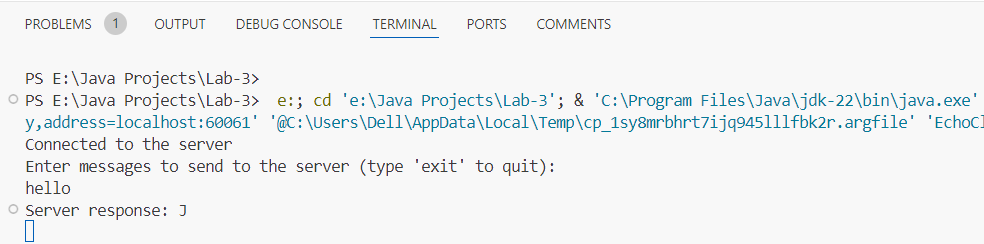 PROBLEMS 1 OUTPUT DEBUG CONSOLE TERMINAL PORTS COMMENTS
PS E:\Java Projects\Lab-3>
PS E:\Java Projects\Lab-3>  e:; cd 'e:\Java Projects\Lab-3'; & 'C:\Program Files\Java\jdk-22\bin\java.exe'
y,address=localhost:60061' '@C:\Users\Dell\AppData\Local\Temp\cp_1sy8mrbhrt7ijq945lllfbk2r.argfile' 'EchoCl
Connected to the server
Enter messages to send to the server (type 'exit' to quit):
hello
Server response: J